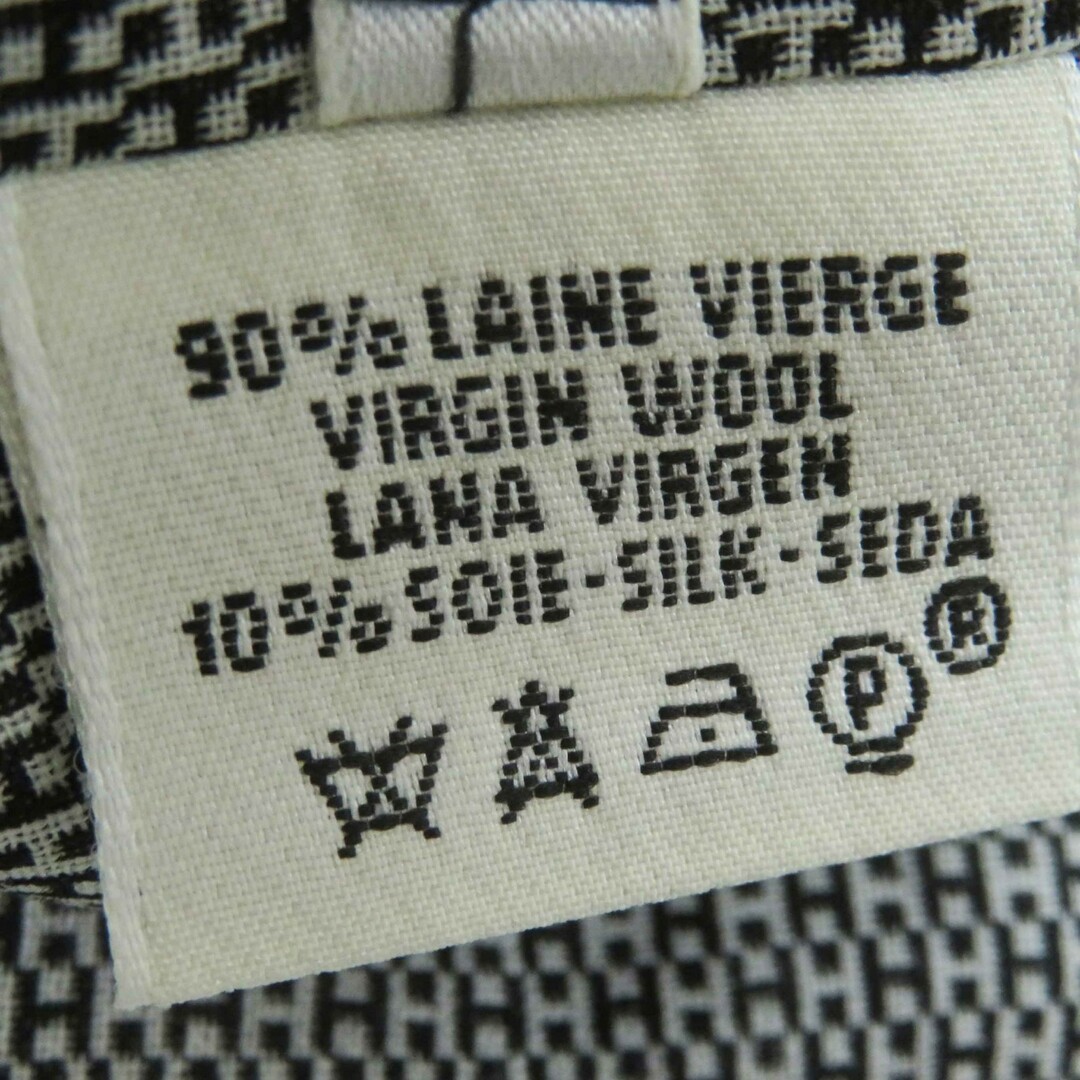 90% LAINE VIERGE
VIRGIN WOOL
LANA VIRGEN
10% SOIE · SILK · SEDA
P ®